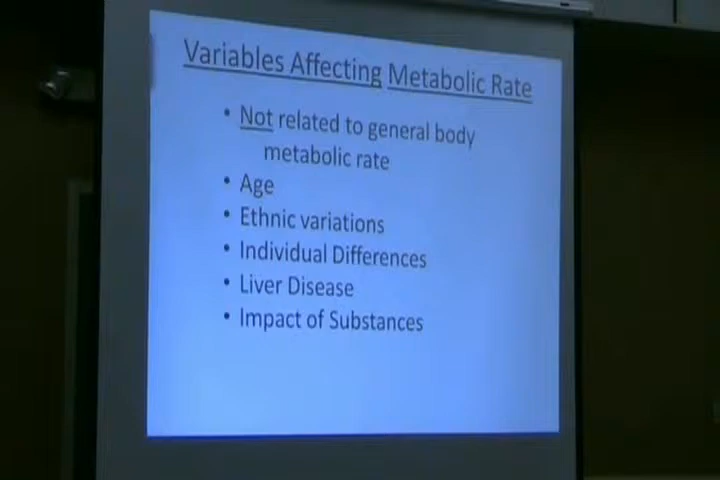 Variables Affecting Metabolic Rate
• Not related to general body
metabolic rate
• Age
• Ethnic variations
• Individual Differences
• Liver Disease
• Impact of Substances